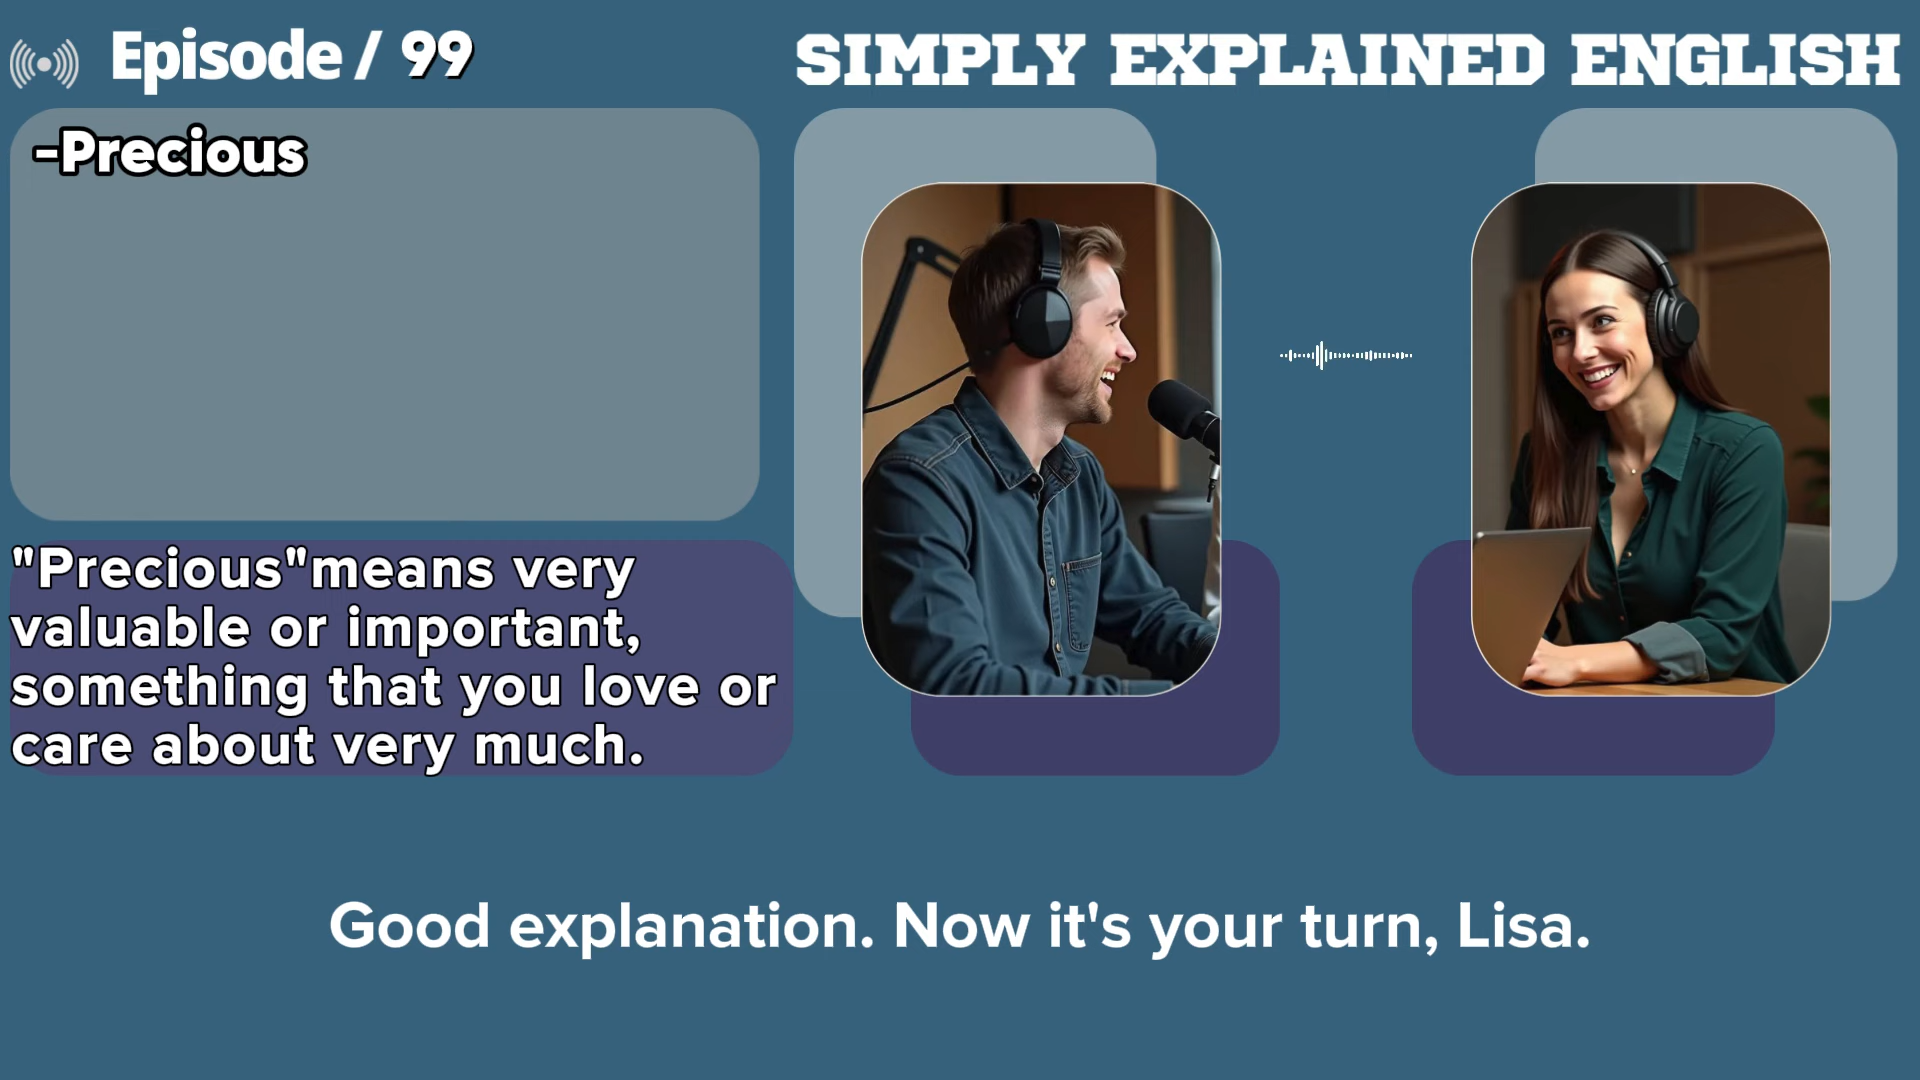 Episode / 99
SIMPLY EXPLAINED ENGLISH
-Precious
"Precious"means very
valuable or important,
something that you love or
care about very much.
Good explanation. Now it's your turn, Lisa.